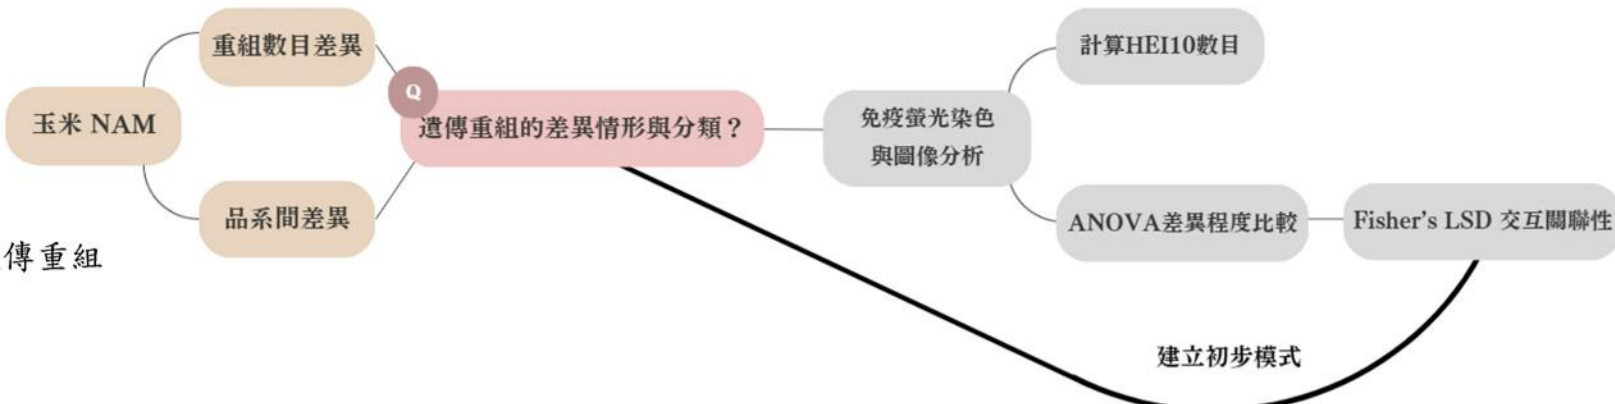 玉米 NAM
重組數目差異
品系間差異
Q
遺傳重組的差異情形與分類？
免疫螢光染色
與圖像分析
計算HEI10數目
ANOVA差異程度比較
Fisher's LSD 交互關聯性
傳重組
建立初步模式